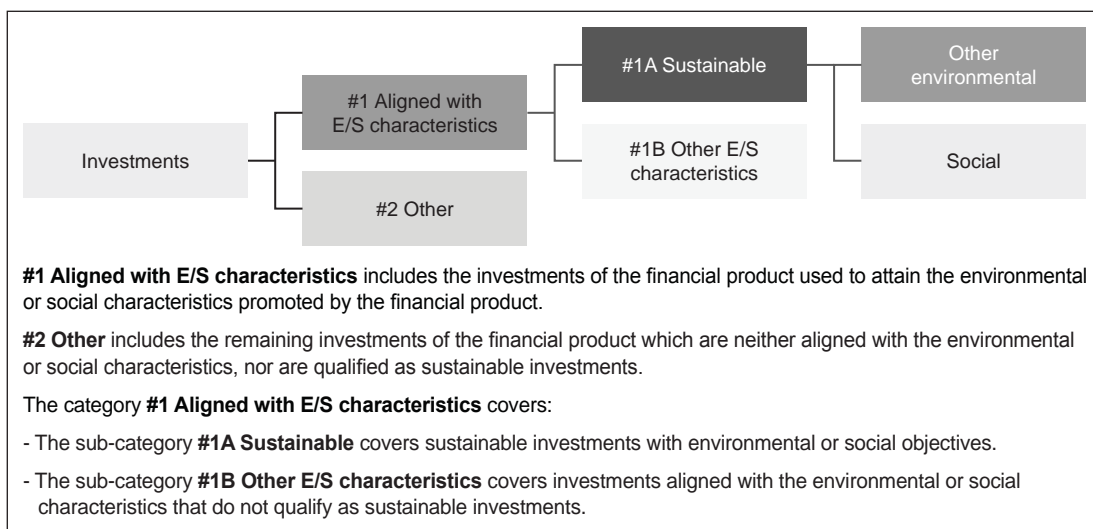 Investments
#1 Aligned with
E/S characteristics
#2 Other
#1A Sustainable
#1B Other E/S
characteristics
Other
environmental
Social
#1 Aligned with E/S characteristics includes the investments of the financial product used to attain the environmental
or social characteristics promoted by the financial product.
#2 Other includes the remaining investments of the financial product which are neither aligned with the environmental
or social characteristics, nor are qualified as sustainable investments.
The category #1 Aligned with E/S characteristics covers:
- The sub-category #1A Sustainable covers sustainable investments with environmental or social objectives.
- The sub-category #1B Other E/S characteristics covers investments aligned with the environmental or social
characteristics that do not qualify as sustainable investments.